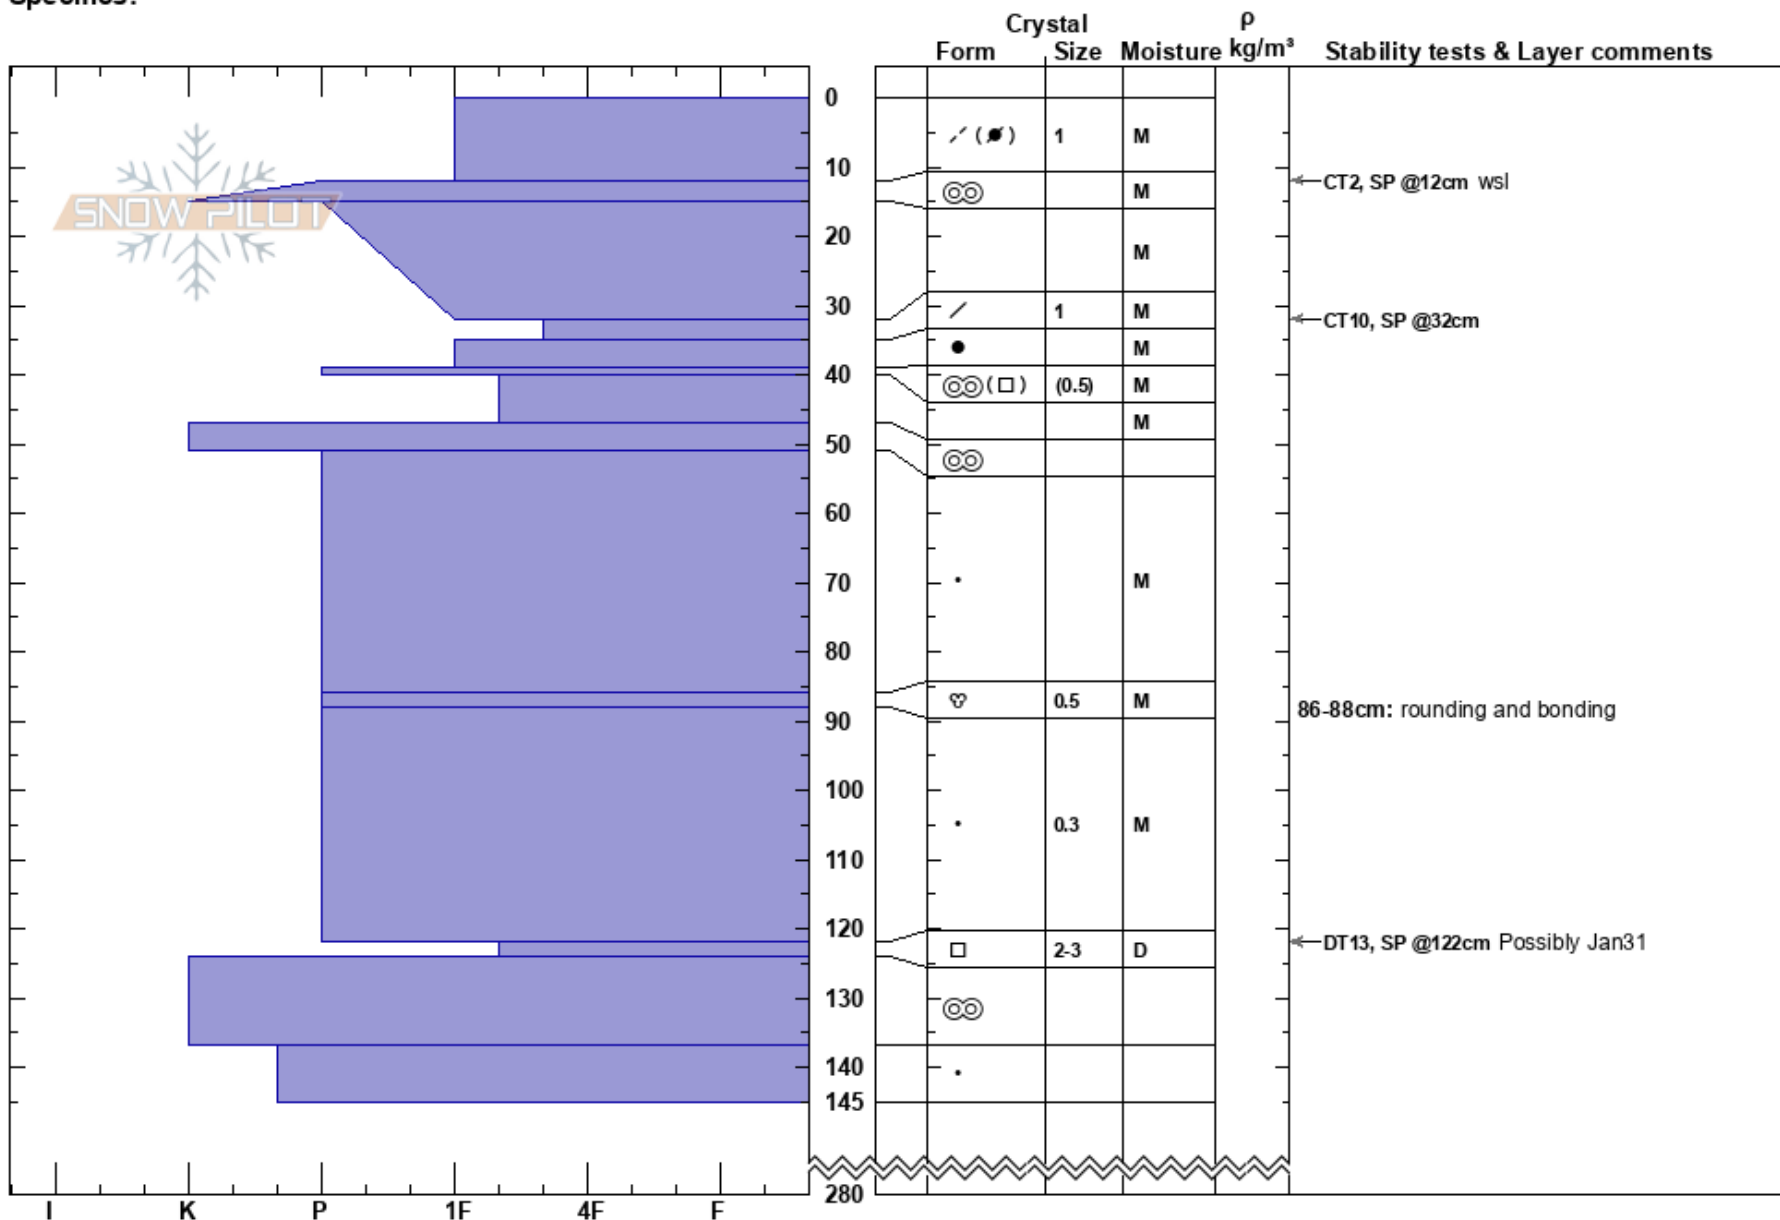 Specifics:
Crystal ρ
Form Size Moisture kg/m³ Stability tests & Layer comments
0
1 M
10
CT2, SP @12cm wsl
M
SNOW PILOT
20
M
30
1 M
CT10, SP @32cm
M
40
(0.5) M
M
50
60
70
M
80
0.5 M
86-88cm: rounding and bonding
90
100
0.3 M
110
120
DT13, SP @122cm Possibly Jan31
2-3 D
130
140
145
280
I K P 1F 4F F